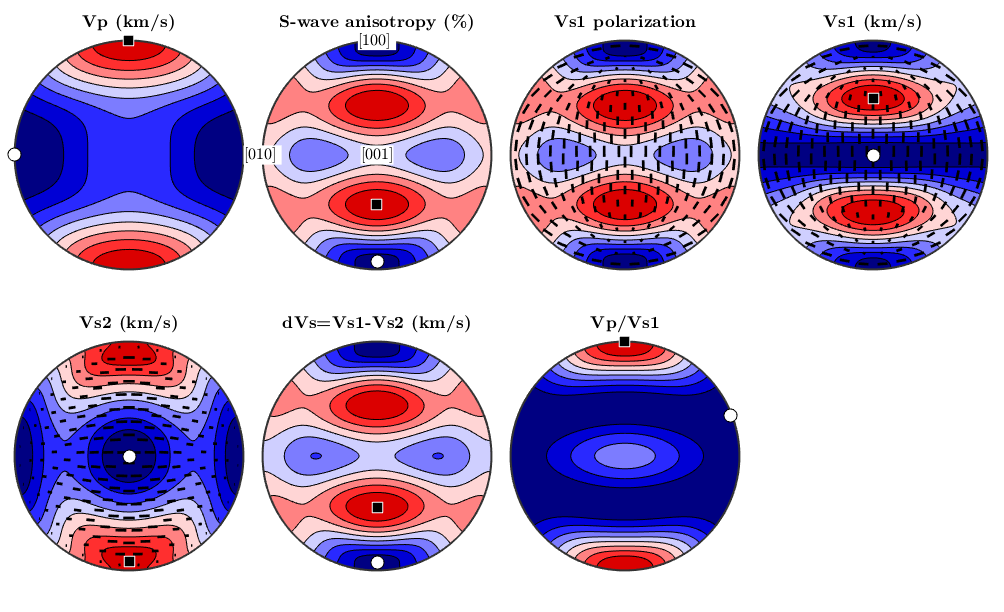 Vp (km/s)
S-wave anisotropy (%)
Vs1 polarization
Vs1 (km/s)
[100]
[010]
[001]
Vs2 (km/s)
dVs=Vs1-Vs2 (km/s)
Vp/Vs1